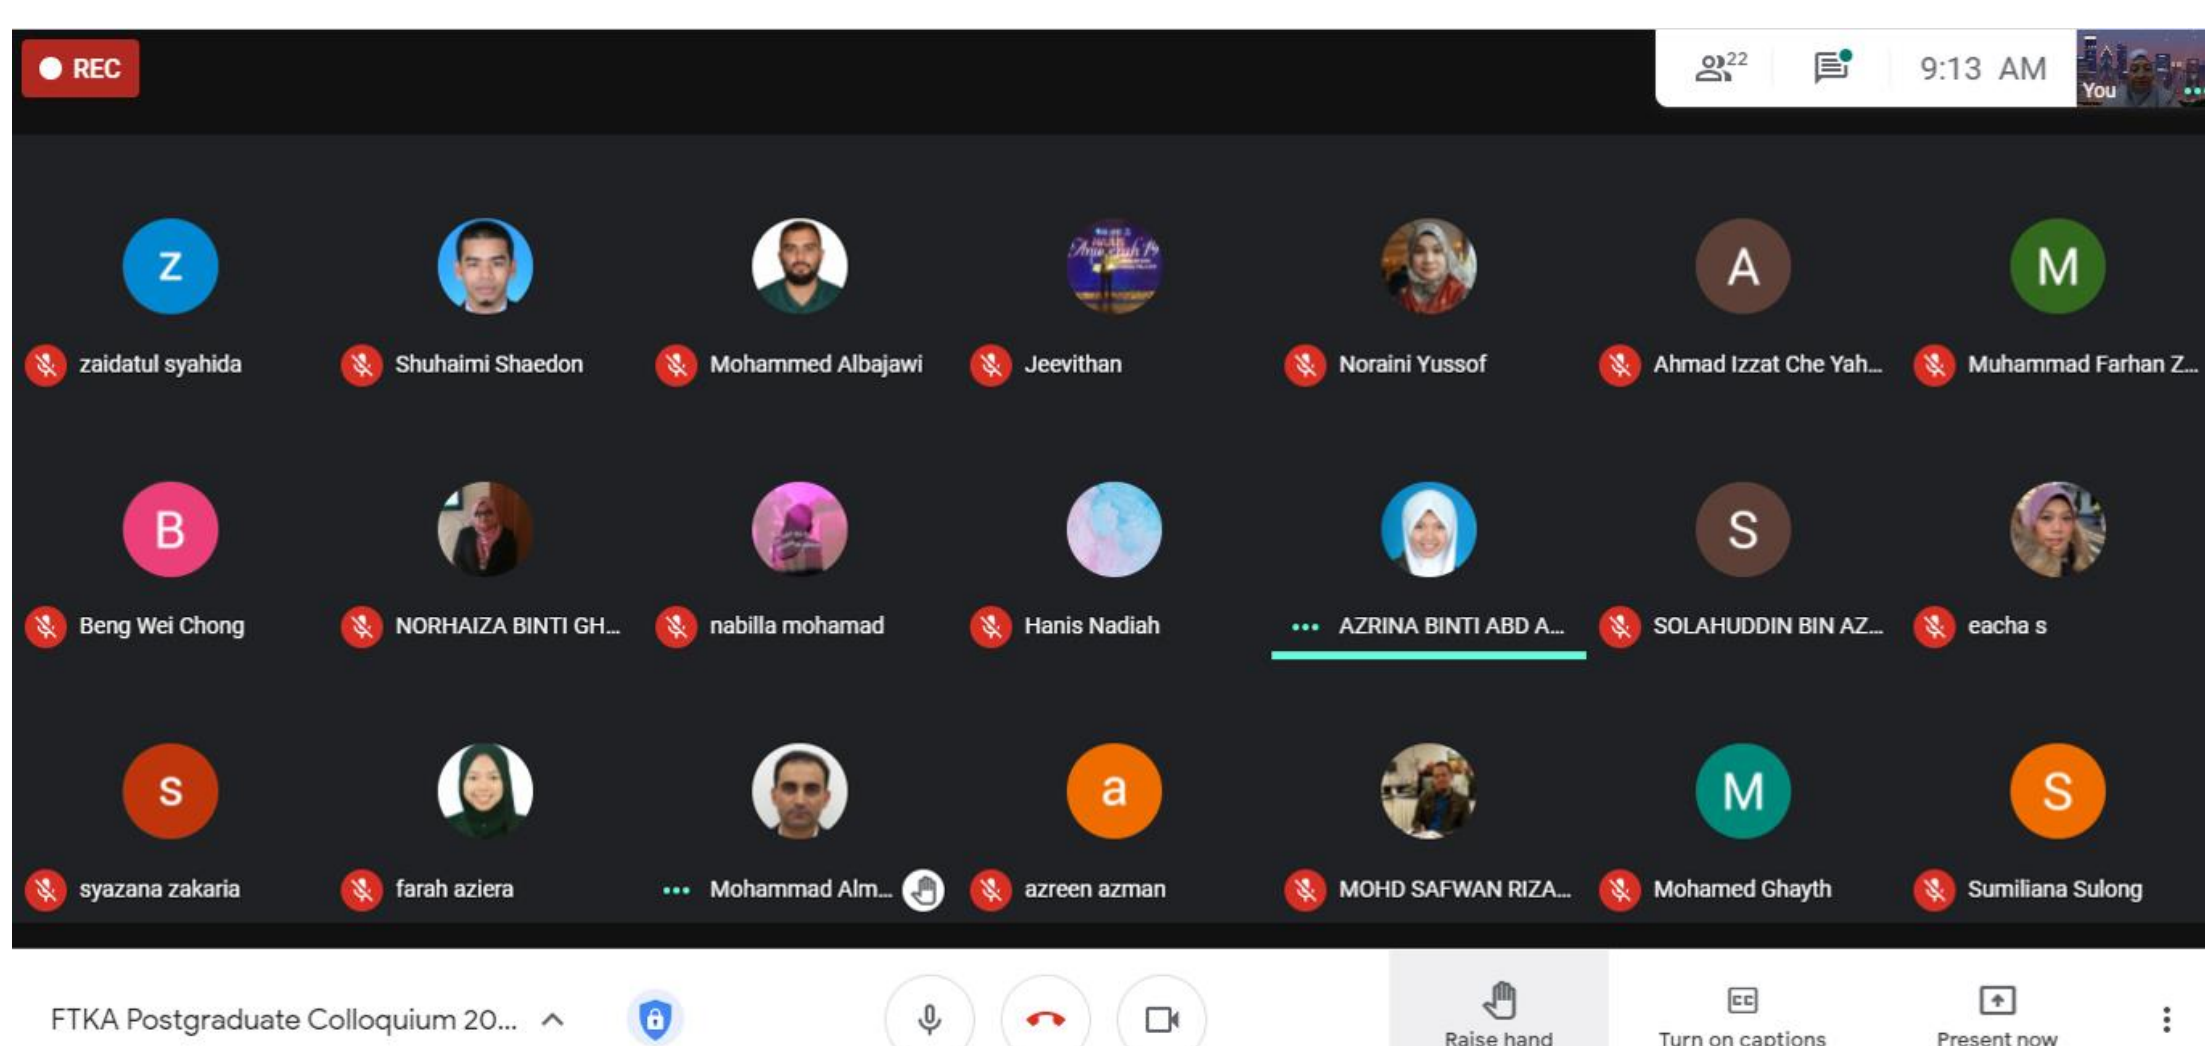 REC
22
9:13 AM
You
z
A
M
zaidatul syahida
Shuhaimi Shaedon
Mohammed Albajawi
Jeevithan
Noraini Yussof
Ahmad Izzat Che Yah...
Muhammad Farhan Z...
B
S
Beng Wei Chong
NORHAIZA BINTI GH...
nabilla mohamad
Hanis Nadiah
AZRINA BINTI ABD A...
SOLAHUDDIN BIN AZ...
eacha s
s
a
M
S
syazana zakaria
farah aziera
Mohammad Alm...
azreen azman
MOHD SAFWAN RIZA...
Mohamed Ghayth
Sumiliana Sulong
FTKA Postgraduate Colloquium 20...
Raise hand
CC
Turn on captions
Present now